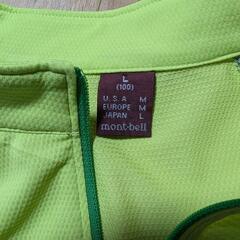 L
(100)
U.S.A M
EUROPE M
JAPAN L
mont-bell